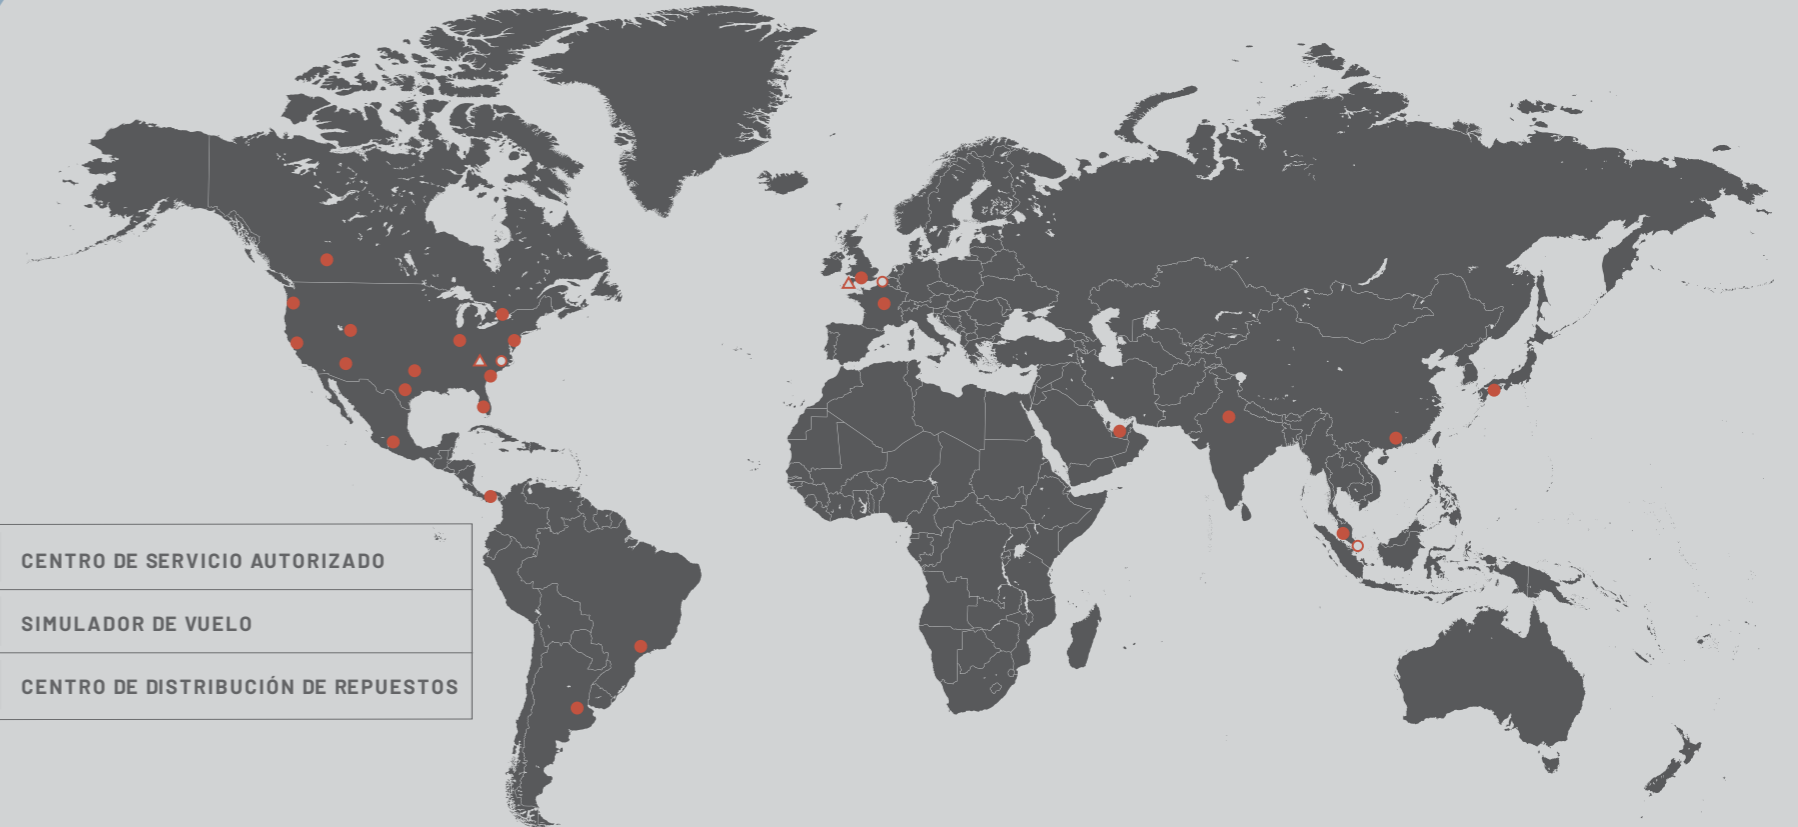 CENTRO DE SERVICIO AUTORIZADO
SIMULADOR DE VUELO
CENTRO DE DISTRIBUCIÓN DE REPUESTOS